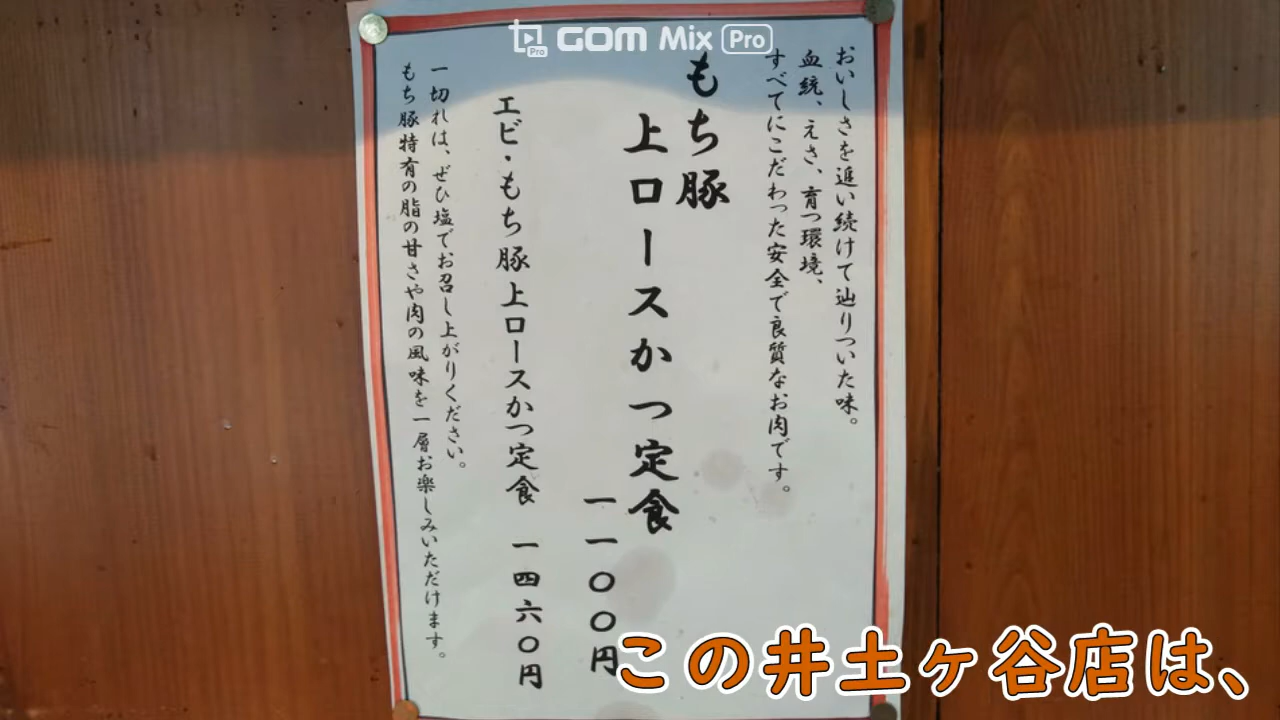 GOM Mix Pro
Pro
おいしさを追い続けて辿りついた味。
血統、えさ、育つ環境、
すべてにこだわった安全で良質なお肉です。
もち豚
上ロースかつ定食
一一〇〇円
エビ・もち豚上ロースかつ定食 一四六〇円
一切れは、ぜひ塩でお召し上がりください。
もち豚特有の脂の甘さや肉の風味を一層お楽しみいただけます。
この井土ヶ谷店は、